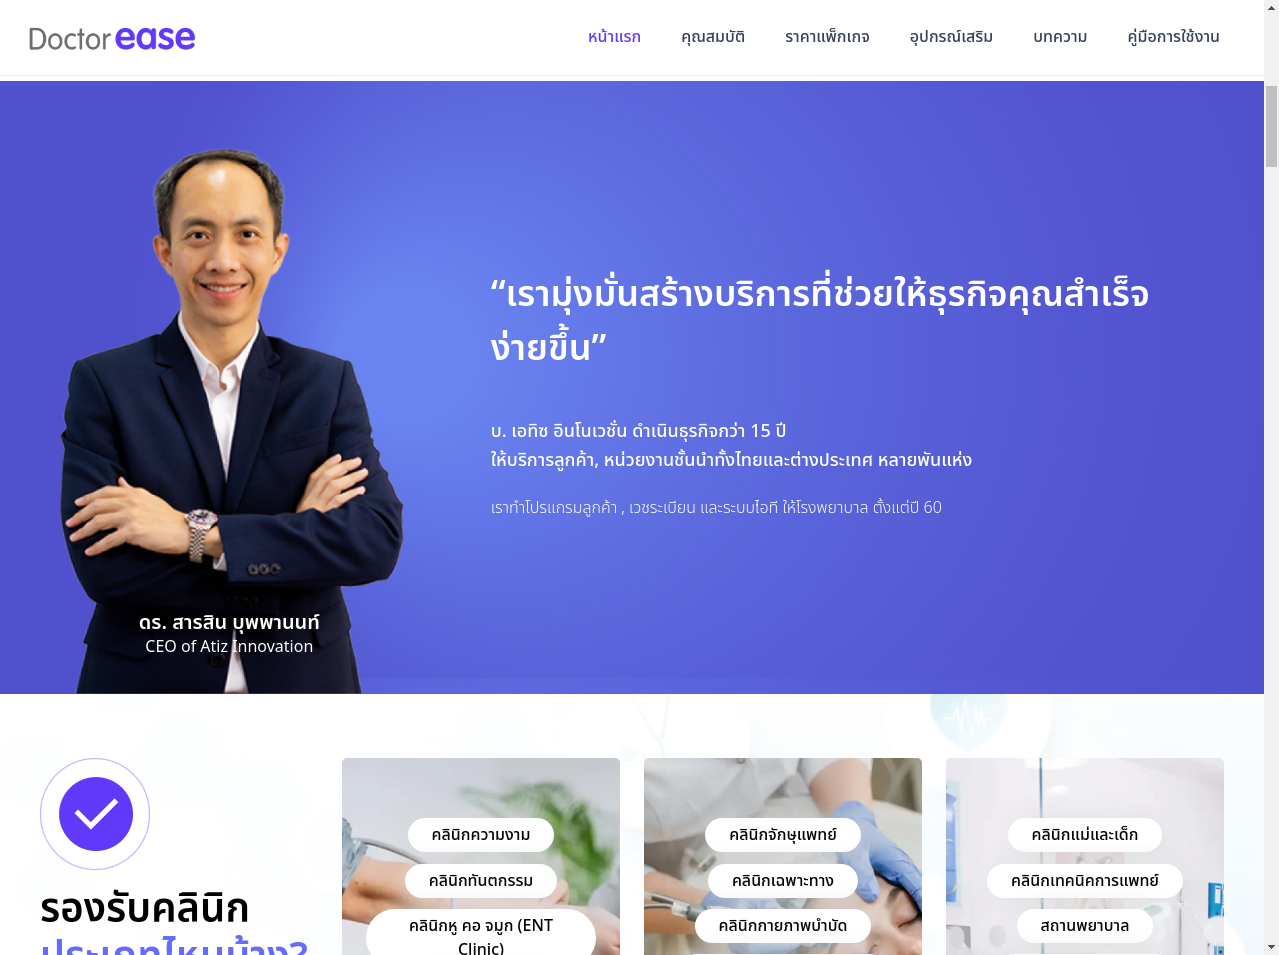 Doctor ease
หน้าแรก คุณสมบัติ ราคาแพ็กเกจ อุปกรณ์เสริม บทความ คู่มือการใช้งาน
“เรามุ่งมั่นสร้างบริการที่ช่วยให้ธุรกิจคุณสำเร็จ
ง่ายขึ้น”
บ. เอทิซ อินโนเวชั่น ดำเนินธุรกิจกว่า 15 ปี
ให้บริการลูกค้า, หน่วยงานชั้นนำทั้งไทยและต่างประเทศ หลายพันแห่ง
เราทำโปรแกรมลูกค้า , เวชระเบียน และระบบไอที ให้โรงพยาบาล ตั้งแต่ปี 60
ดร. สารสิน บุพพานนท์
CEO of Atiz Innovation
รองรับคลินิก
ประเภทไหนบ้าง?
คลินิกความงาม
คลินิกทันตกรรม
คลินิกหู คอ จมูก (ENT
Clinic)
คลินิกจักษุแพทย์
คลินิกเฉพาะทาง
คลินิกกายภาพบำบัด
คลินิกแม่และเด็ก
คลินิกเทคนิคการแพทย์
สถานพยาบาล